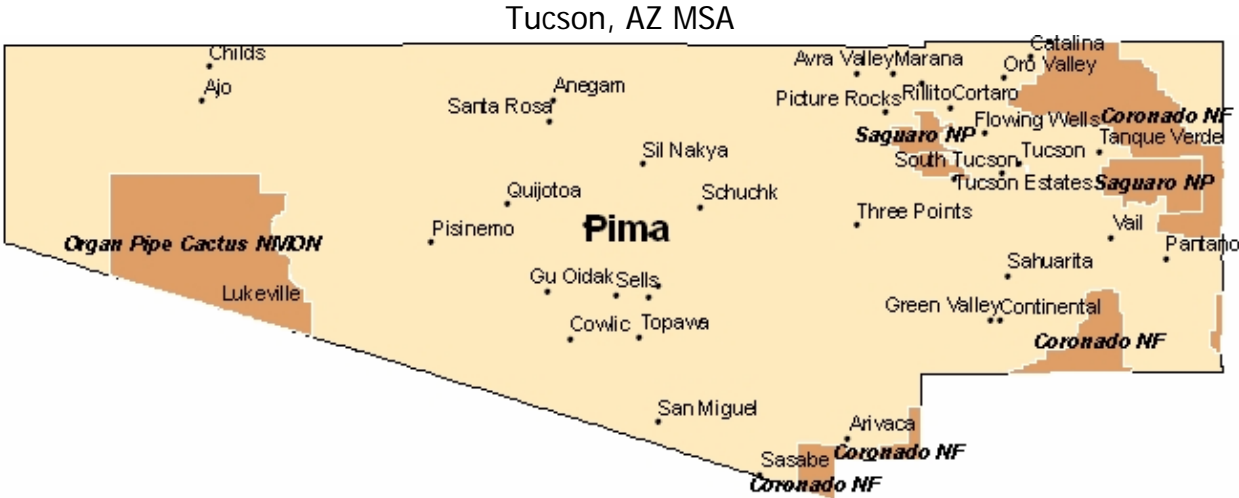 Tucson, AZ MSA
Catalina
Childs
Avra Valley Marana
Oro Valley
Ajo
Anegam
Santa Rosa
Picture Rocks Rillito Cortaro
Coronado NF
Flowing Wells
Saguaro NP
Tanque Verde
Sil Nakya
South Tucson Tucson
Tucson Estates Saguaro NP
Quijotoa
Schuchk
Three Points
Pisinemo
Pima
Vail
Organ Pipe Cactus NMON
Pantano
Sahuarita
Gu Oidak Sells
Lukeville
Green Valley Continental
Cowlic Topawa
Coronado NF
San Miguel
Arivaca
Coronado NF
Sasabe
Coronado NF